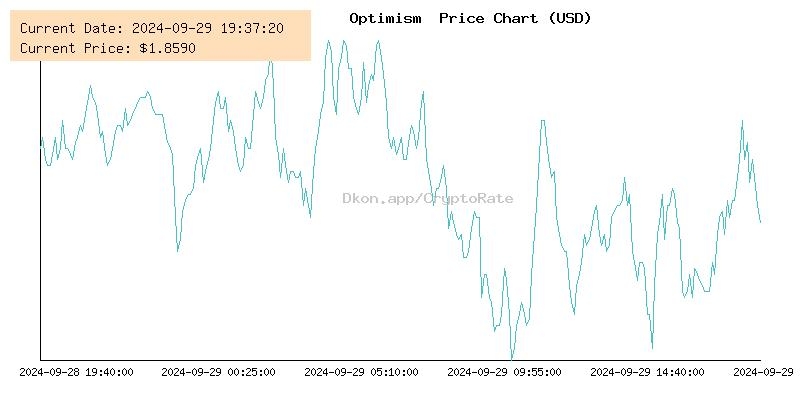 Optimism Price Chart (USD)
Current Date: 2024-09-29 19:37:20
Current Price: $1.8590
Dkon.app/CryptoRate
2024-09-28 19:40:00 2024-09-29 00:25:00 2024-09-29 05:10:00 2024-09-29 09:55:00 2024-09-29 14:40:00 2024-09-29